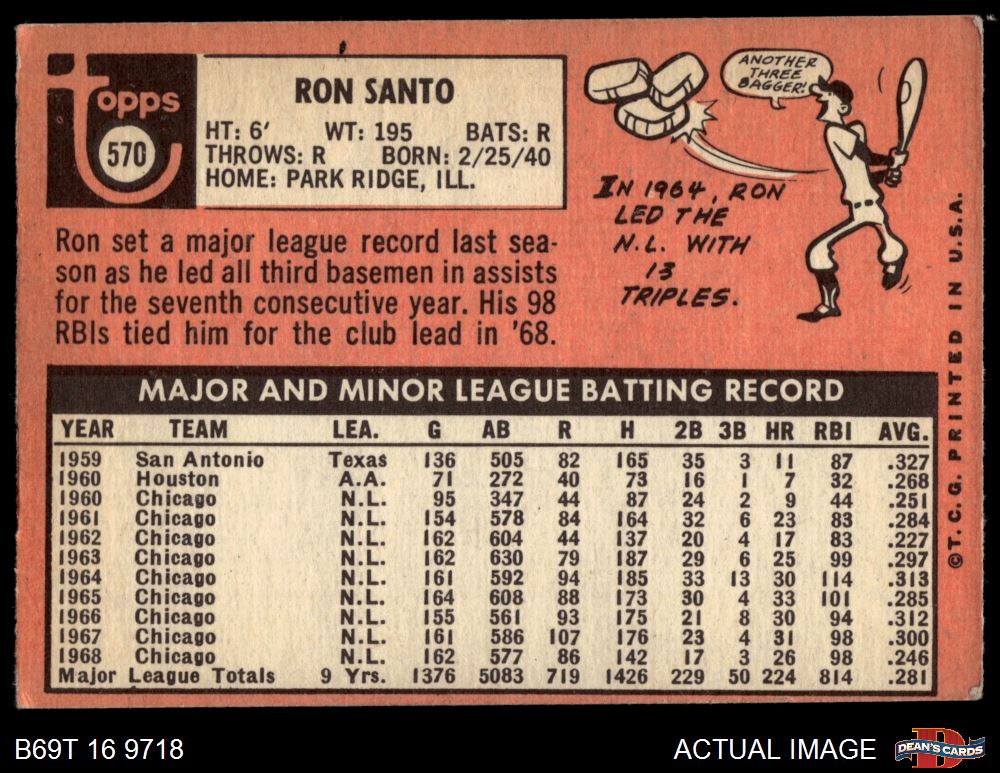 topps
570
RON SANTO
HT: 6' WT: 195 BATS: R
THROWS: R BORN: 2/25/40
HOME: PARK RIDGE, ILL.
Ron set a major league record last sea-
son as he led all third basemen in assists
for the seventh consecutive year. His 98
RBIs tied him for the club lead in '68.
ANOTHER
THREE
BAGGER!
IN 1964, RON
LED THE
N.L. WITH
13
TRIPLES.
MAJOR AND MINOR LEAGUE BATTING RECORD
YEAR TEAM LEA. G AB R H 2B 3B HR RBI AVG.
1959 San Antonio Texas 136 505 82 165 35 3 11 87 .327
1960 Houston A.A. 71 272 40 73 16 1 7 32 .268
1960 Chicago N.L. 95 347 44 87 24 2 9 44 .251
1961 Chicago N.L. 154 578 84 164 32 6 23 83 .284
1962 Chicago N.L. 162 604 44 137 20 4 17 83 .227
1963 Chicago N.L. 162 630 79 187 29 6 25 99 .297
1964 Chicago N.L. 161 592 94 185 33 13 30 114 .313
1965 Chicago N.L. 164 608 88 173 30 4 33 101 .285
1966 Chicago N.L. 155 561 93 175 21 8 30 94 .312
1967 Chicago N.L. 161 586 107 176 23 4 31 98 .300
1968 Chicago N.L. 162 577 86 142 17 3 26 98 .246
Major League Totals 9 Yrs. 1376 5083 719 1426 229 50 224 814 .281
©T.C.G. PRINTED IN U.S.A.
B69T 16 9718
ACTUAL IMAGE
D
DEAN'S CARDS